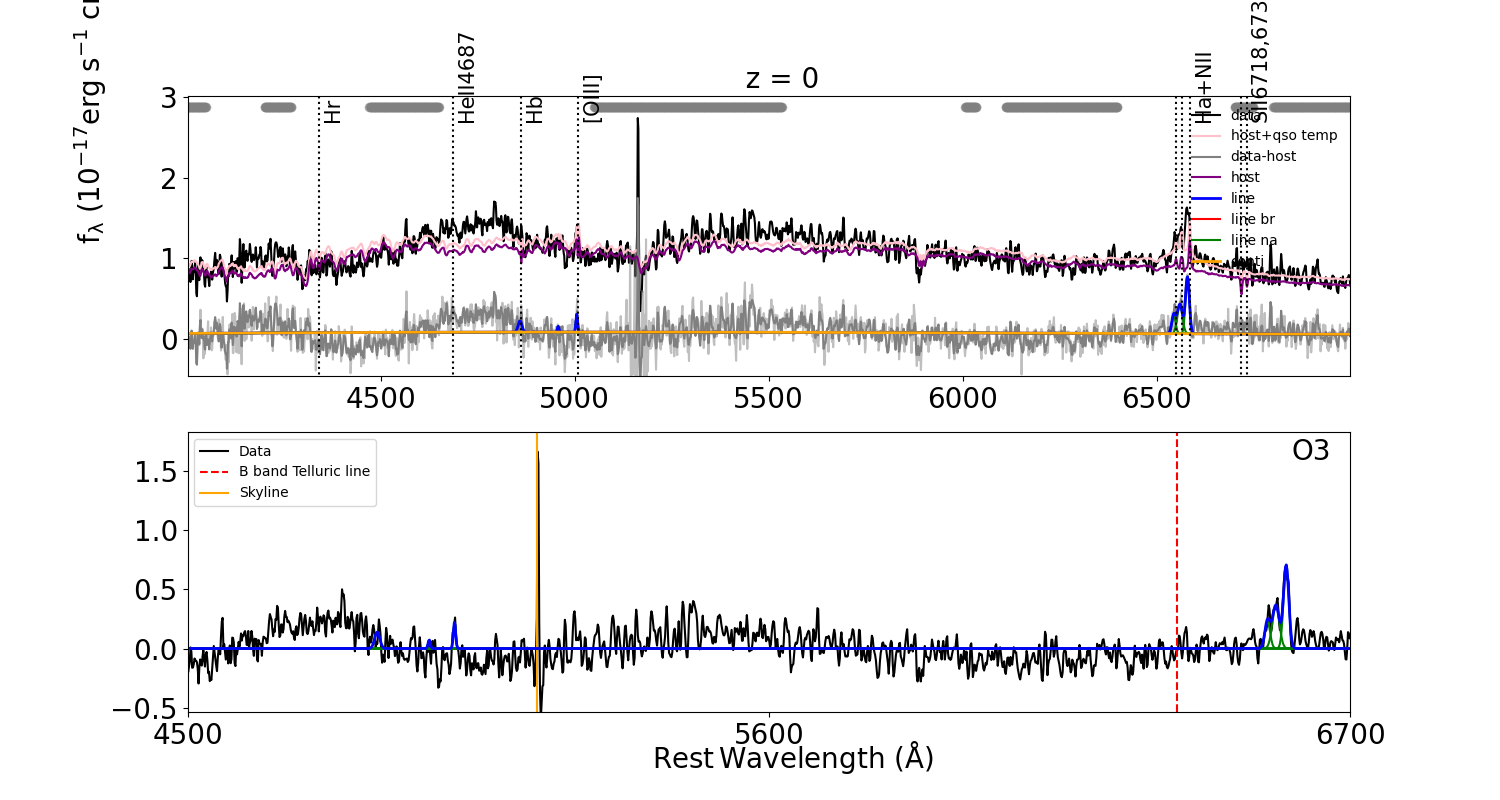 z = 0
f_λ (10^−17 erg s^−1
Hr
HeII4687
Hb
[OIII]
Ha+NII
SII6718,673
3
2
1
0
data
host+qso temp
data-host
host
line
line br
line na
4500 5000 5500 6000 6500
O3
Data
B band Telluric line
Skyline
1.5
1.0
0.5
0.0
−0.5
4500 5600 6700
Rest Wavelength (Å)